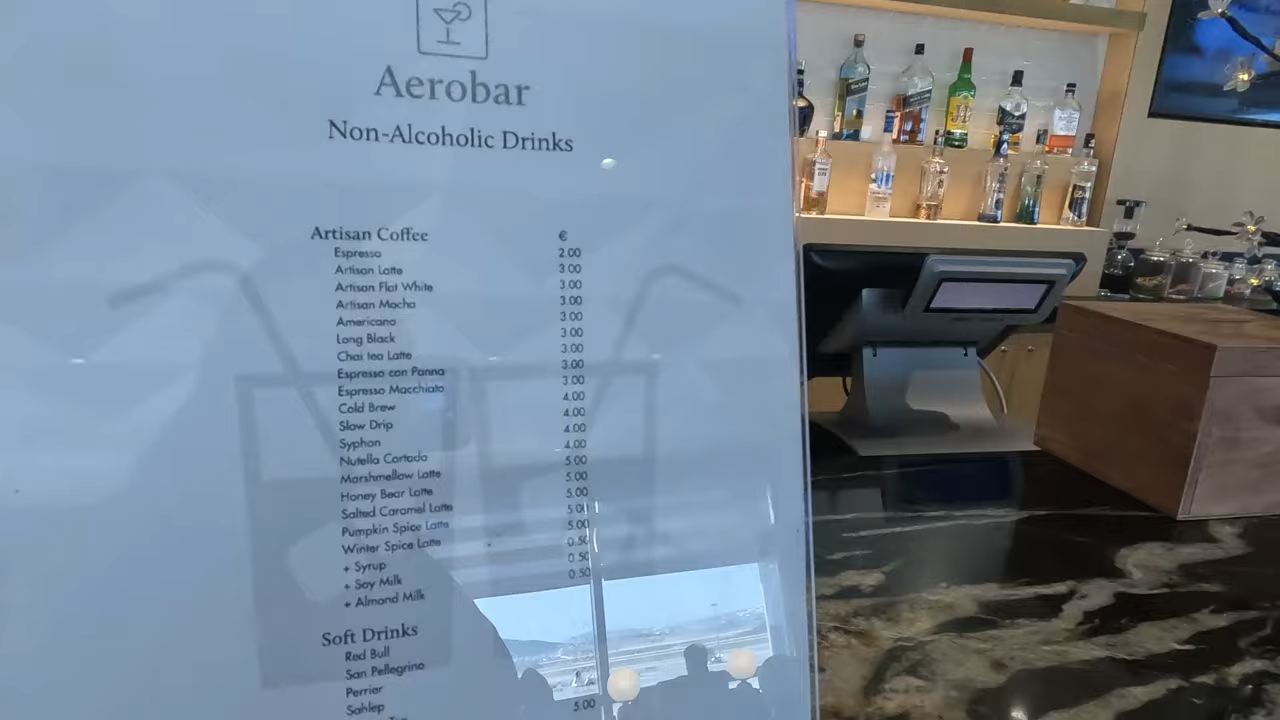 Aerobar
Non-Alcoholic Drinks
Artisan Coffee €
Espresso 2.00
Artisan Latte 3.00
Artisan Flat White 3.00
Artisan Mocha 3.00
Americano 3.00
Long Black 3.00
Chai tea Latte 3.00
Espresso con Panna 3.00
Espresso Macchiato 3.00
Cold Brew 4.00
Slow Drip 4.00
Syphon 4.00
Nutella Cortado 4.00
Marshmellow Latte 5.00
Honey Bear Latte 5.00
Salted Caramel Latte 5.00
Pumpkin Spice Latte 5.00
Winter Spice Latte 5.00
+ Syrup 0.50
+ Soy Milk 0.50
+ Almond Milk 0.50
Soft Drinks
Red Bull
San Pellegrino
Perrier
Sahlep
5.00